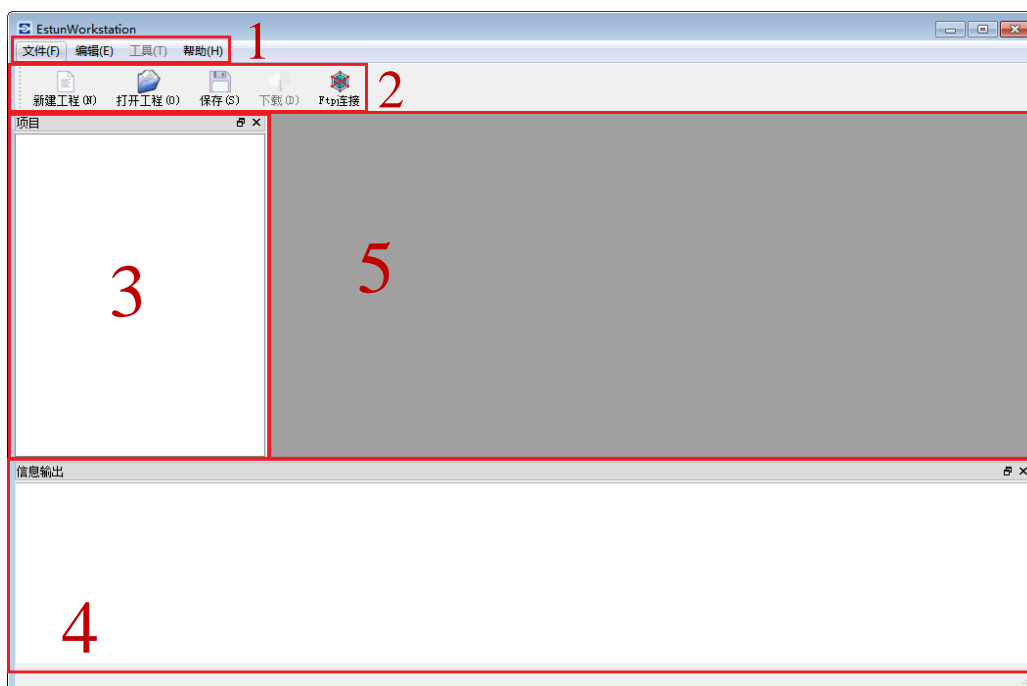 EstunWorkstation
文件(F) 编辑(E) 工具(T) 帮助(H) 1
新建工程(N) 打开工程(O) 保存(S) 下载(D) Ftp连接 2
项目
3
5
信息输出
4